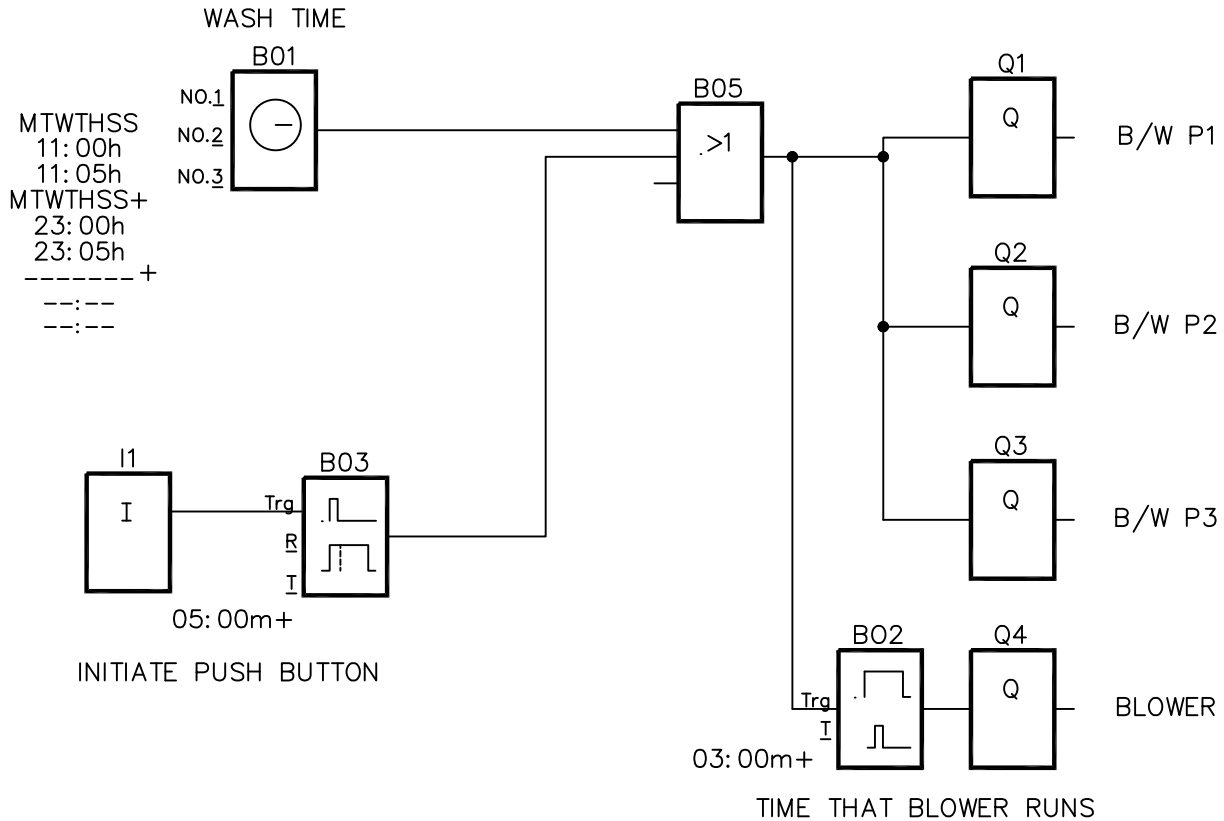 WASH TIME
B01
NO.1
NO.2
NO.3
MTWTHSS
11:00h
11:05h
MTWTHSS+
23:00h
23:05h
-------+
--:--
--:--
B05
.>1
Q1
Q
B/W P1
Q2
Q
B/W P2
I1
I
B03
Trg
R
T
05:00m+
INITIATE PUSH BUTTON
Q3
Q
B/W P3
B02
Trg
T
03:00m+
Q4
Q
BLOWER
TIME THAT BLOWER RUNS